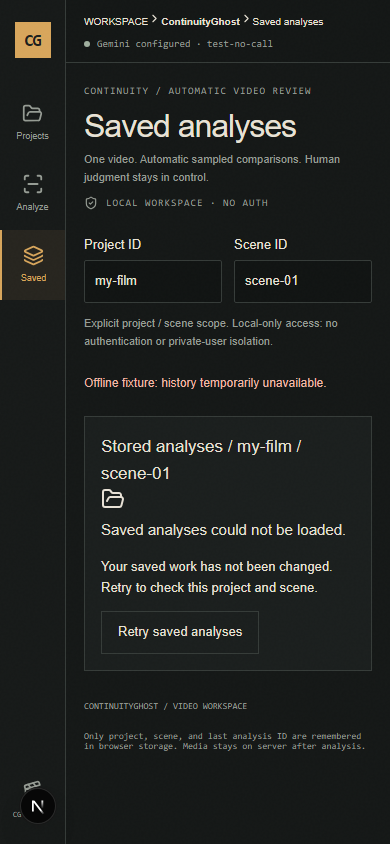 CG
WORKSPACE > ContinuityGhost > Saved analyses
Gemini configured · test-no-call
Projects
Analyze
Saved
CONTINUITY / AUTOMATIC VIDEO REVIEW
Saved analyses
One video. Automatic sampled comparisons. Human
judgment stays in control.
LOCAL WORKSPACE · NO AUTH
Project ID
Scene ID
my-film
scene-01
Explicit project / scene scope. Local-only access: no
authentication or private-user isolation.
Offline fixture: history temporarily unavailable.
Stored analyses / my-film /
scene-01
Saved analyses could not be loaded.
Your saved work has not been changed.
Retry to check this project and scene.
Retry saved analyses
CONTINUITYGHOST / VIDEO WORKSPACE
Only project, scene, and last analysis ID are remembered
in browser storage. Media stays on server after analysis.
CG
N